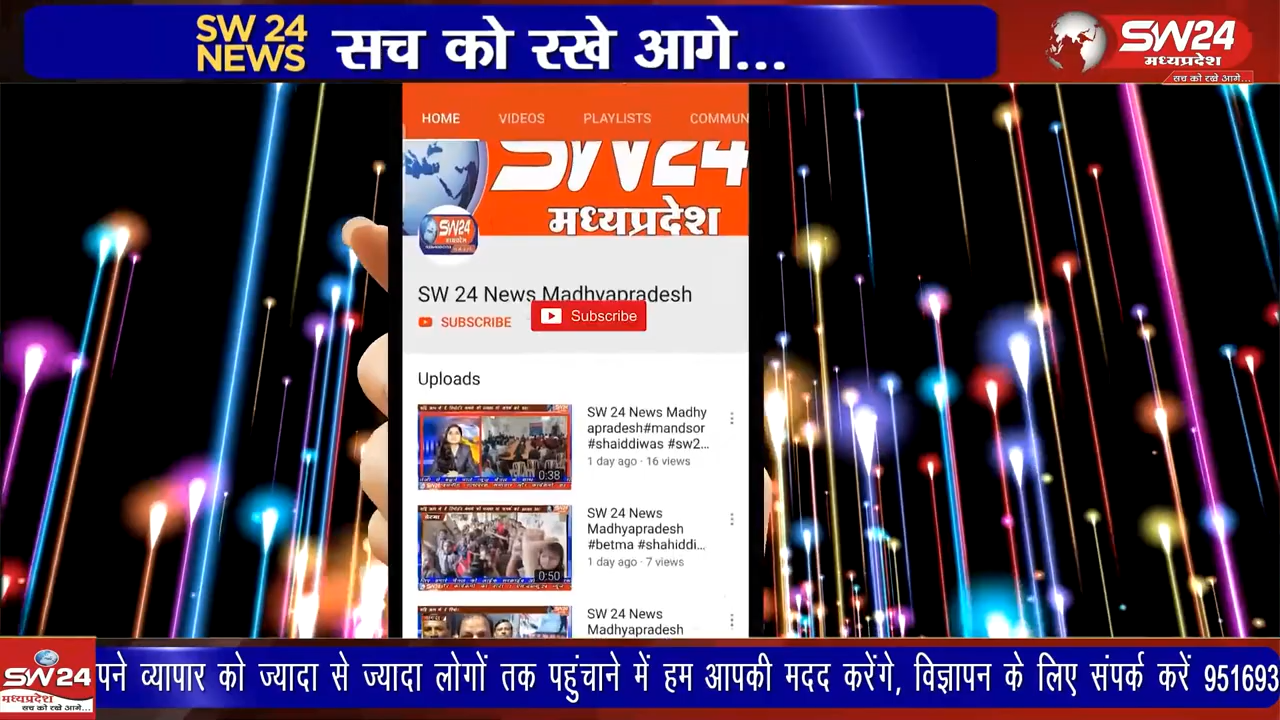 SW 24
NEWS
सच को रखे आगे...
SW24
मध्यप्रदेश
सच को रखे आगे...
HOME VIDEOS PLAYLISTS COMMUN
SW24
मध्यप्रदेश
SW24
SW 24 News Madhyapradesh
SUBSCRIBE
Subscribe
Uploads
SW 24 News Madhy
apradesh#mandsor
#shaiddiwas #sw2...
1 day ago · 16 views
0:38
SW 24 News
Madhyapradesh
#betma #shahiddi...
1 day ago · 7 views
0:50
SW 24 News
Madhyapradesh
SW24
मध्यप्रदेश
सच को रखे आगे...
पने व्यापार को ज्यादा से ज्यादा लोगों तक पहुंचाने में हम आपकी मदद करेंगे, विज्ञापन के लिए संपर्क करें 951693